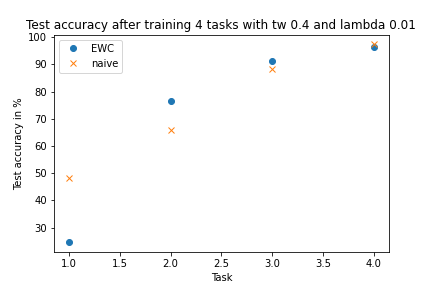 Test accuracy after training 4 tasks with tw 0.4 and lambda 0.01
100
90
80
70
60
50
40
30
Test accuracy in %
EWC
naive
1.0 1.5 2.0 2.5 3.0 3.5 4.0
Task